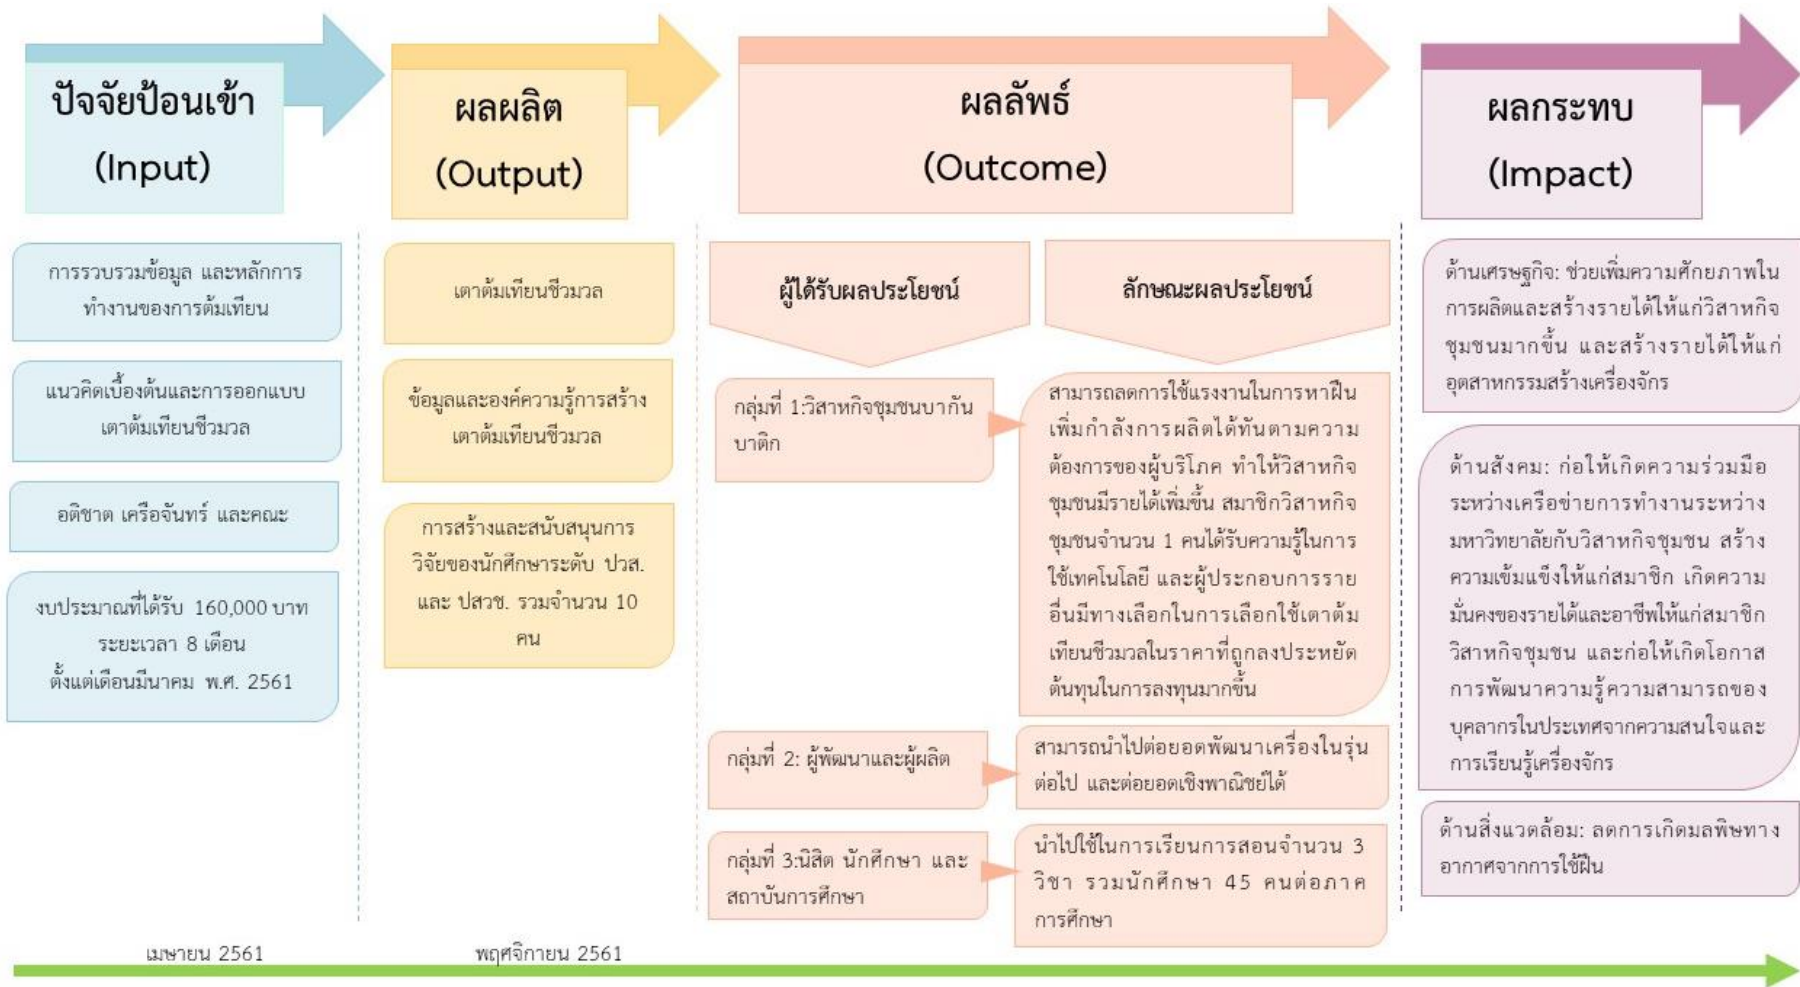 ปัจจัยป้อนเข้า
(Input)
การรวบรวมข้อมูล และหลักการ
ทำงานของการต้มเทียน
แนวคิดเบื้องต้นและการออกแบบ
เตาต้มเทียนชีวมวล
อติชาต เครือจันทร์ และคณะ
งบประมาณที่ได้รับ 160,000 บาท
ระยะเวลา 8 เดือน
ตั้งแต่เดือนมีนาคม พ.ศ. 2561
ผลผลิต
(Output)
เตาต้มเทียนชีวมวล
ข้อมูลและองค์ความรู้การสร้าง
เตาต้มเทียนชีวมวล
การสร้างและสนับสนุนการ
วิจัยของนักศึกษาระดับ ปวส.
และ ปสวช. รวมจำนวน 10
คน
ผลลัพธ์
(Outcome)
ผู้ได้รับผลประโยชน์
ลักษณะผลประโยชน์
กลุ่มที่ 1:วิสาหกิจชุมชนบากัน
บาติก
สามารถลดการใช้แรงงานในการหาฝืน
เพิ่มกำลังการผลิตได้ทันตามความ
ต้องการของผู้บริโภค ทำให้วิสาหกิจ
ชุมชนมีรายได้เพิ่มขึ้น สมาชิกวิสาหกิจ
ชุมชนจำนวน 1 คนได้รับความรู้ในการ
ใช้เทคโนโลยี และผู้ประกอบการราย
อื่นมีทางเลือกในการเลือกใช้เตาต้ม
เทียนชีวมวลในราคาที่ถูกลงประหยัด
ต้นทุนในการลงทุนมากขึ้น
กลุ่มที่ 2: ผู้พัฒนาและผู้ผลิต
สามารถนำไปต่อยอดพัฒนาเครื่องในรุ่น
ต่อไป และต่อยอดเชิงพาณิชย์ได้
กลุ่มที่ 3:นิสิต นักศึกษา และ
สถาบันการศึกษา
นำไปใช้ในการเรียนการสอนจำนวน 3
วิชา รวมนักศึกษา 45 คนต่อภาค
การศึกษา
ผลกระทบ
(Impact)
ด้านเศรษฐกิจ: ช่วยเพิ่มความศักยภาพใน
การผลิตและสร้างรายได้ให้แก่วิสาหกิจ
ชุมชนมากขึ้น และสร้างรายได้ให้แก่
อุตสาหกรรมสร้างเครื่องจักร
ด้านสังคม: ก่อให้เกิดความร่วมมือ
ระหว่างเครือข่ายการทำงานระหว่าง
มหาวิทยาลัยกับวิสาหกิจชุมชน สร้าง
ความเข้มแข็งให้แก่สมาชิก เกิดความ
มั่นคงของรายได้และอาชีพให้แก่สมาชิก
วิสาหกิจชุมชน และก่อให้เกิดโอกาส
การพัฒนาความรู้ความสามารถของ
บุคลากรในประเทศจากความสนใจและ
การเรียนรู้เครื่องจักร
ด้านสิ่งแวดล้อม: ลดการเกิดมลพิษทาง
อากาศจากการใช้ฝืน
เมษายน 2561
พฤศจิกายน 2561